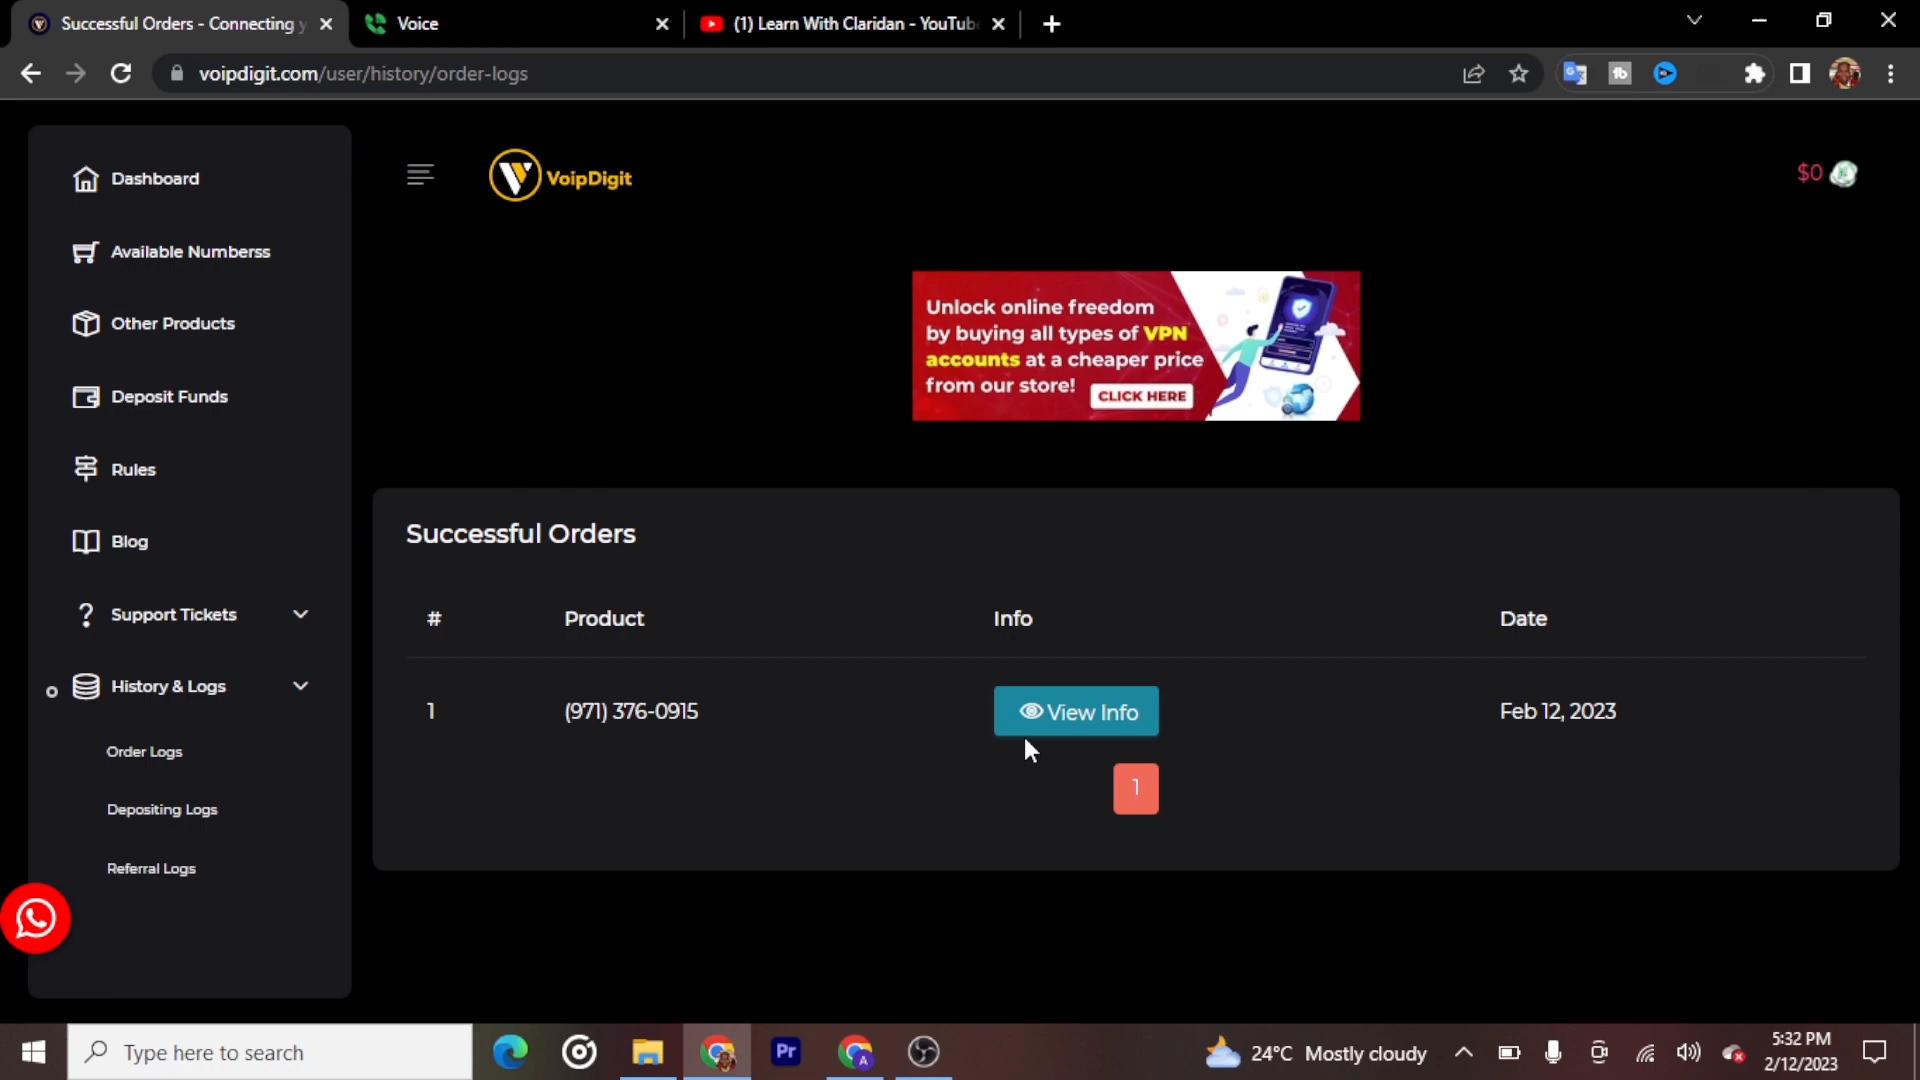 Successful Orders - Connecting y
Voice
(1) Learn With Claridan - YouTub
voipdigit.com/user/history/order-logs
Dashboard
Available Numberss
Other Products
Deposit Funds
Rules
Blog
Support Tickets
History & Logs
Order Logs
Depositing Logs
Referral Logs
VoipDigit
$0
Unlock online freedom
by buying all types of VPN
accounts at a cheaper price
from our store!
CLICK HERE
Successful Orders
# Product Info Date
1 (971) 376-0915 View Info Feb 12, 2023
1
Type here to search
Pr
A
24°C Mostly cloudy
5:32 PM
2/12/2023